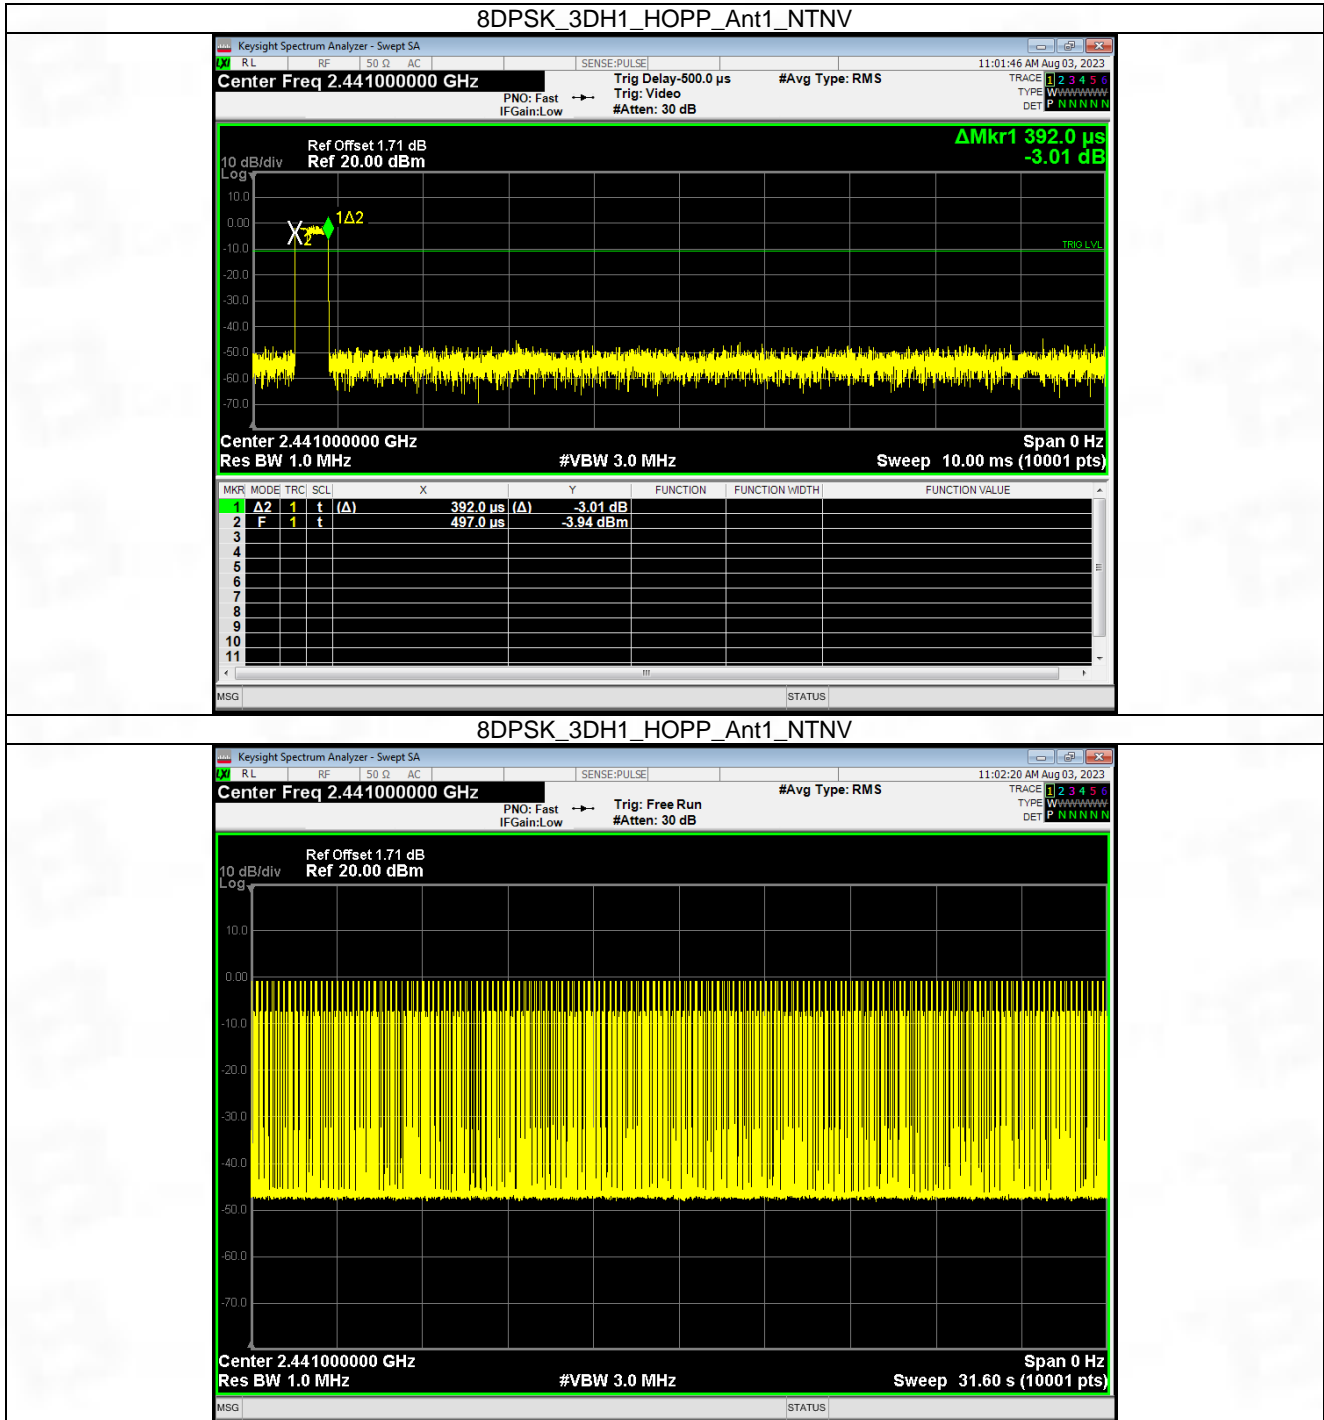 8DPSK_3DH1_HOPP_Ant1_NTNV
Keysight Spectrum Analyzer - Swept SA
LXI RL RF 50 Ω AC SENSE:PULSE 11:01:46 AM Aug 03, 2023
Center Freq 2.441000000 GHz Trig Delay-500.0 µs #Avg Type: RMS TRACE 1 2 3 4 5 6
PNO: Fast Trig: Video TYPE WWWWWW
IFGain:Low #Atten: 30 dB DET P N N N N N
ΔMkr1 392.0 µs
Ref Offset 1.71 dB
10 dB/div Ref 20.00 dBm -3.01 dB
Log
10.0
0.00
1Δ2
2
-10.0
TRIG LVL
-20.0
-30.0
-40.0
-50.0
-60.0
-70.0
Center 2.441000000 GHz Span 0 Hz
Res BW 1.0 MHz #VBW 3.0 MHz Sweep 10.00 ms (10001 pts)
MKR MODE TRC SCL X Y FUNCTION FUNCTION WIDTH FUNCTION VALUE
1 Δ2 1 t (Δ) 392.0 µs (Δ) -3.01 dB
2 F 1 t 497.0 µs -3.94 dBm
3
4
5
6
7
8
9
10
11
MSG STATUS
8DPSK_3DH1_HOPP_Ant1_NTNV
Keysight Spectrum Analyzer - Swept SA
LXI RL RF 50 Ω AC SENSE:PULSE 11:02:20 AM Aug 03, 2023
Center Freq 2.441000000 GHz #Avg Type: RMS TRACE 1 2 3 4 5 6
PNO: Fast Trig: Free Run TYPE WWWWWW
IFGain:Low #Atten: 30 dB DET P N N N N N
Ref Offset 1.71 dB
10 dB/div Ref 20.00 dBm
Log
10.0
0.00
-10.0
-20.0
-30.0
-40.0
-50.0
-60.0
-70.0
Center 2.441000000 GHz Span 0 Hz
Res BW 1.0 MHz #VBW 3.0 MHz Sweep 31.60 s (10001 pts)
MSG STATUS